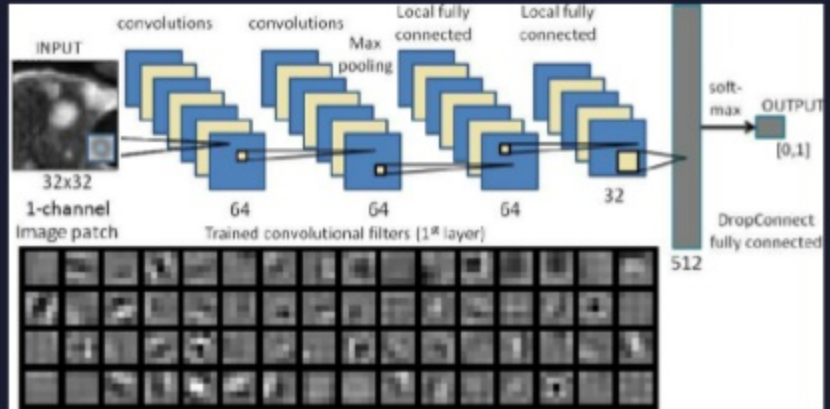 INPUT
convolutions
convolutions
Max
pooling
Local fully
connected
Local fully
connected
soft-
max
OUTPUT
[0,1]
32x32
1-channel
Image patch
64
64
64
32
512
DropConnect
fully connected
Trained convolutional filters (1st layer)